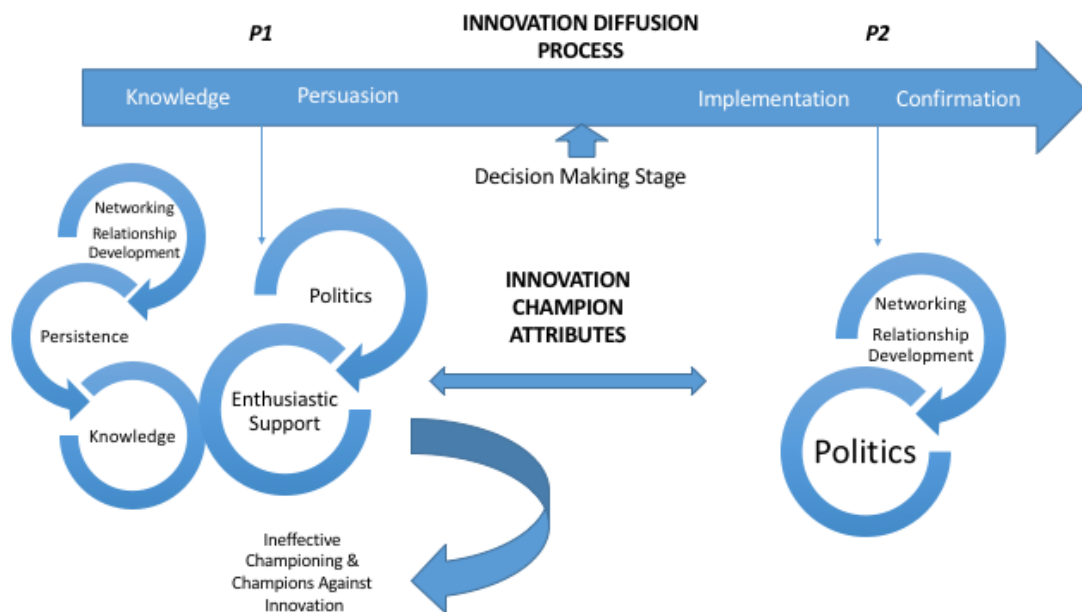 P1
INNOVATION DIFFUSION
PROCESS
P2
Knowledge
Persuasion
Implementation
Confirmation
Decision Making Stage
Networking
Relationship
Development
Persistence
Knowledge
Politics
Enthusiastic
Support
INNOVATION
CHAMPION
ATTRIBUTES
Networking
Relationship
Development
Politics
Ineffective
Championing &
Champions Against
Innovation